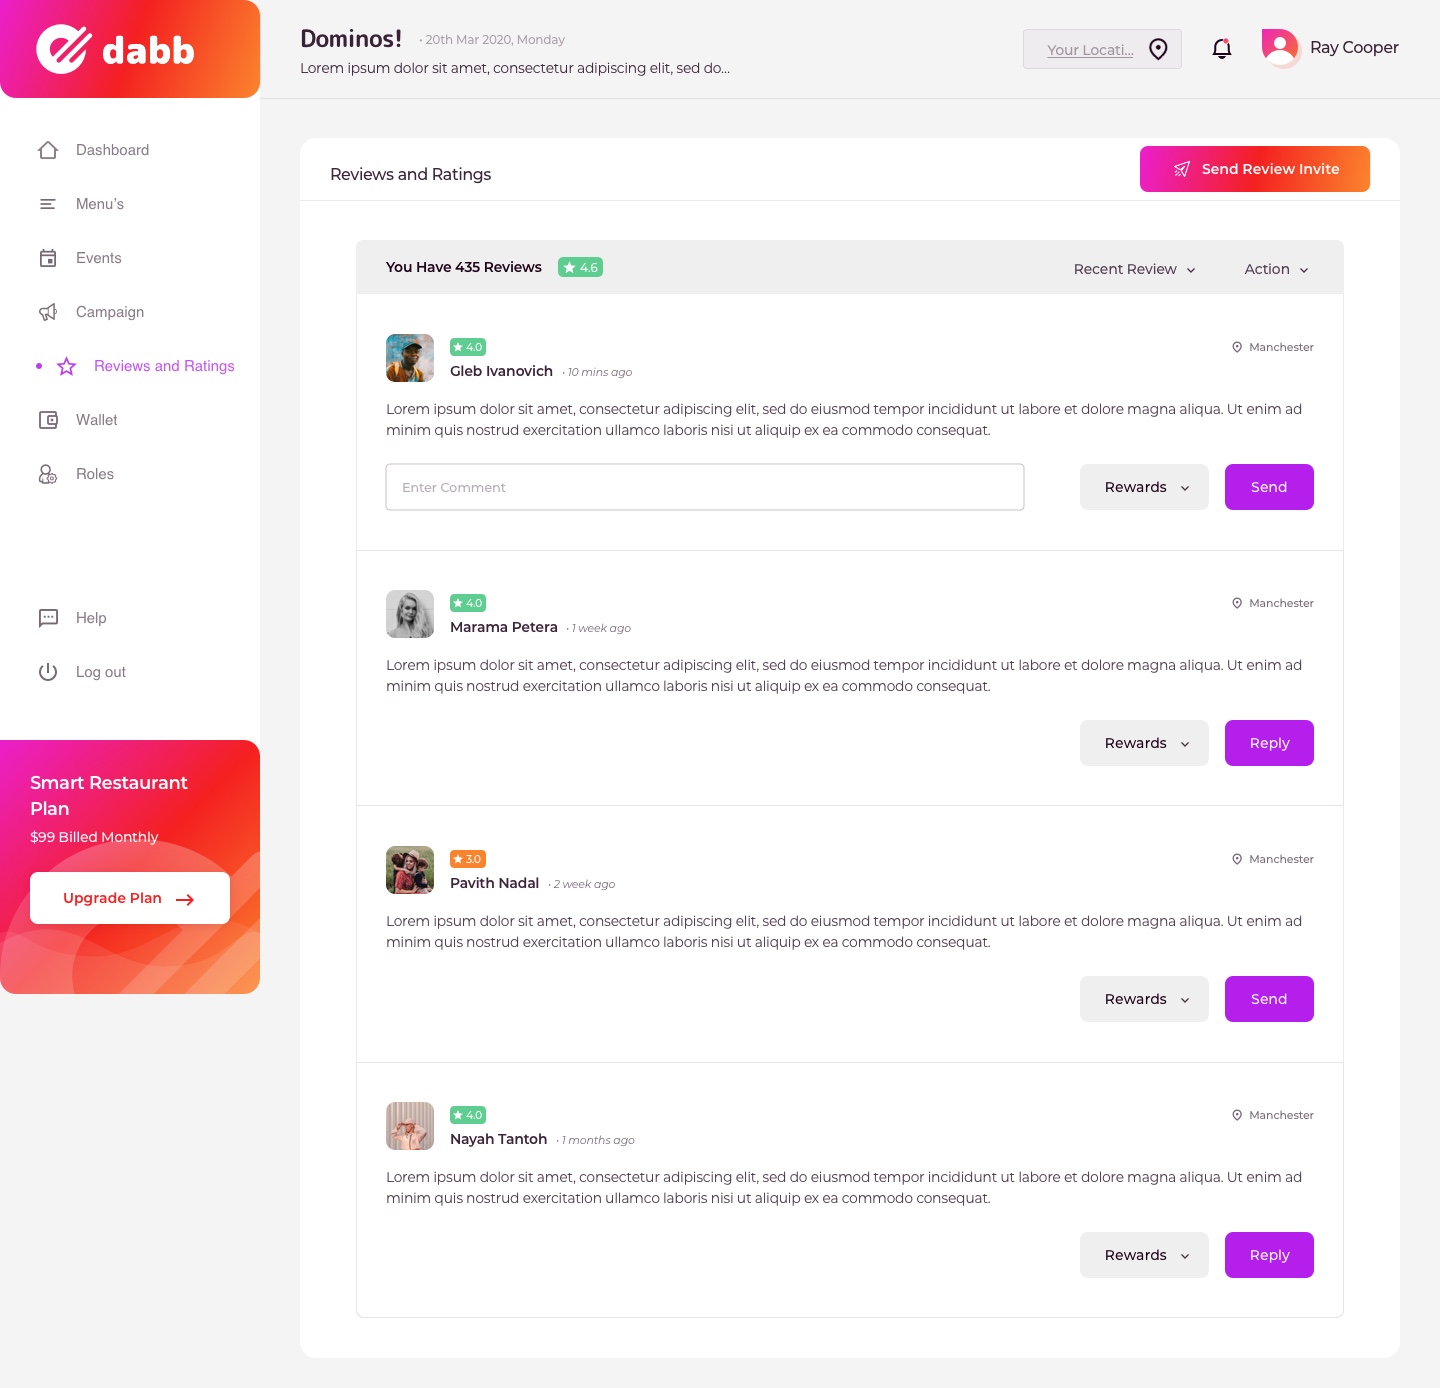 dabb
Dominos!
• 20th Mar 2020, Monday
Lorem ipsum dolor sit amet, consectetur adipiscing elit, sed do...
Your Locati...
Ray Cooper
Dashboard
Menu's
Events
Campaign
• Reviews and Ratings
Wallet
Roles
Help
Log out
Smart Restaurant
Plan
$99 Billed Monthly
Upgrade Plan
Reviews and Ratings
Send Review Invite
You Have 435 Reviews
4.6
Recent Review
Action
4.0
Manchester
Gleb Ivanovich
• 10 mins ago
Lorem ipsum dolor sit amet, consectetur adipiscing elit, sed do eiusmod tempor incididunt ut labore et dolore magna aliqua. Ut enim ad
minim quis nostrud exercitation ullamco laboris nisi ut aliquip ex ea commodo consequat.
Enter Comment
Rewards
Send
4.0
Manchester
Marama Petera
• 1 week ago
Lorem ipsum dolor sit amet, consectetur adipiscing elit, sed do eiusmod tempor incididunt ut labore et dolore magna aliqua. Ut enim ad
minim quis nostrud exercitation ullamco laboris nisi ut aliquip ex ea commodo consequat.
Rewards
Reply
3.0
Manchester
Pavith Nadal
• 2 week ago
Lorem ipsum dolor sit amet, consectetur adipiscing elit, sed do eiusmod tempor incididunt ut labore et dolore magna aliqua. Ut enim ad
minim quis nostrud exercitation ullamco laboris nisi ut aliquip ex ea commodo consequat.
Rewards
Send
4.0
Manchester
Nayah Tantoh
• 1 months ago
Lorem ipsum dolor sit amet, consectetur adipiscing elit, sed do eiusmod tempor incididunt ut labore et dolore magna aliqua. Ut enim ad
minim quis nostrud exercitation ullamco laboris nisi ut aliquip ex ea commodo consequat.
Rewards
Reply